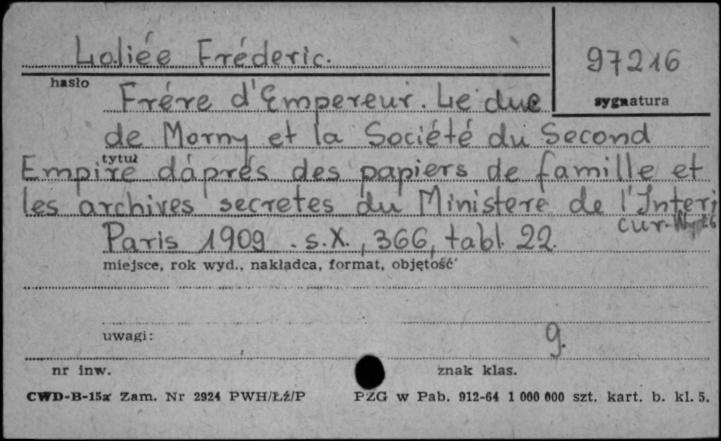 Loliée Fréderic.
97216
hasło
sygnatura
Frére d'Empereur. Le duc
de Morny et la Société du Second
tytuł
Empire dáprés des papiers de famille et
les archives secretes du Ministere de l'Interi
eur.
Paris 1909 . s.X., 366, tabl. 22.
miejsce, rok wyd., nakładca, format, objętość
uwagi:
g.
nr inw.
znak klas.
CWD-B-15a Zam. Nr 2924 PWH/Łź/P
PZG w Pab. 912-64 1 000 000 szt. kart. b. kl. 5.